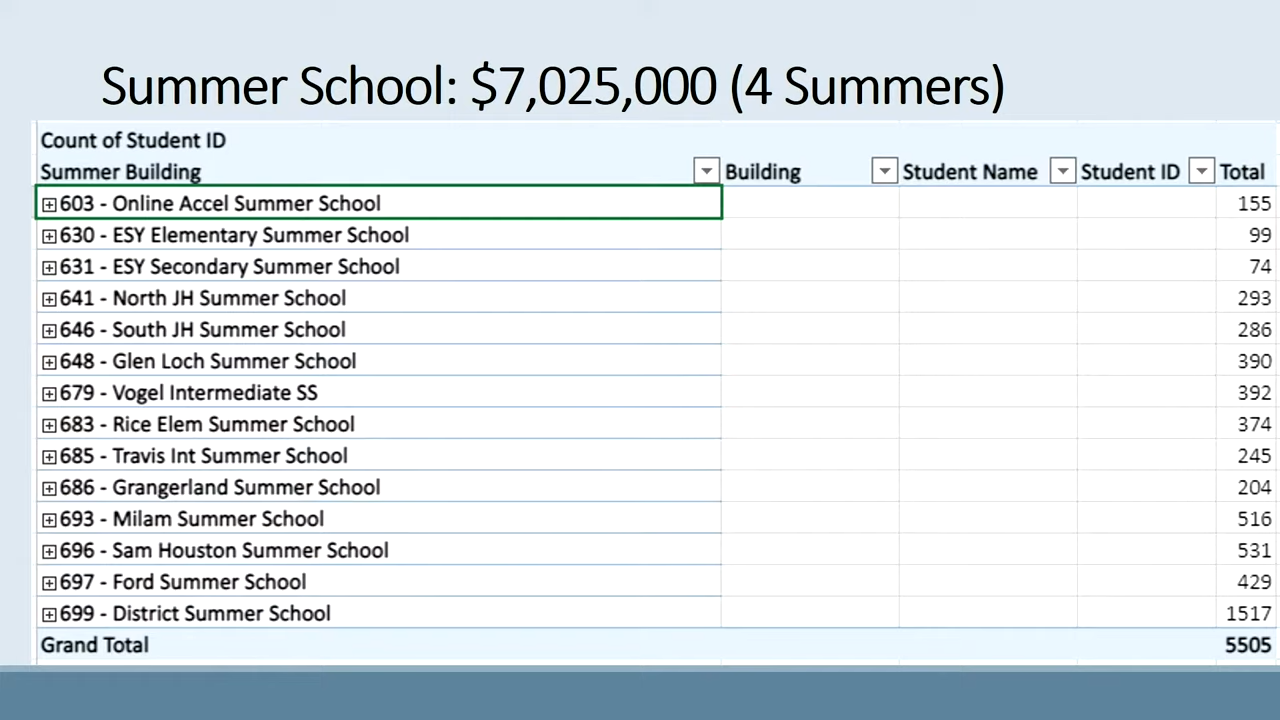 Summer School: $7,025,000 (4 Summers)
Count of Student ID
Summer Building Building Student Name Student ID Total
603 - Online Accel Summer School 155
630 - ESY Elementary Summer School 99
631 - ESY Secondary Summer School 74
641 - North JH Summer School 293
646 - South JH Summer School 286
648 - Glen Loch Summer School 390
679 - Vogel Intermediate SS 392
683 - Rice Elem Summer School 374
685 - Travis Int Summer School 245
686 - Grangerland Summer School 204
693 - Milam Summer School 516
696 - Sam Houston Summer School 531
697 - Ford Summer School 429
699 - District Summer School 1517
Grand Total 5505